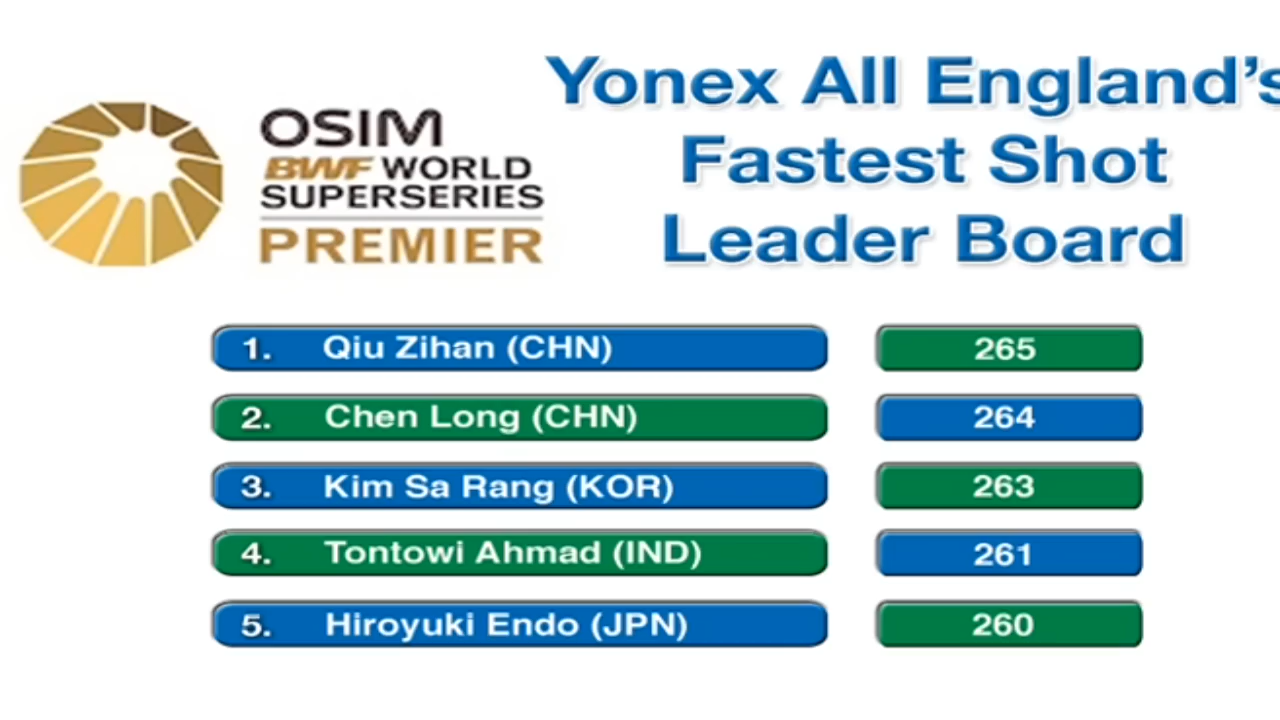 Yonex All England's
Fastest Shot
Leader Board
OSIM
BWF WORLD
SUPERSERIES
PREMIER
1. Qiu Zihan (CHN) 265
2. Chen Long (CHN) 264
3. Kim Sa Rang (KOR) 263
4. Tontowi Ahmad (IND) 261
5. Hiroyuki Endo (JPN) 260